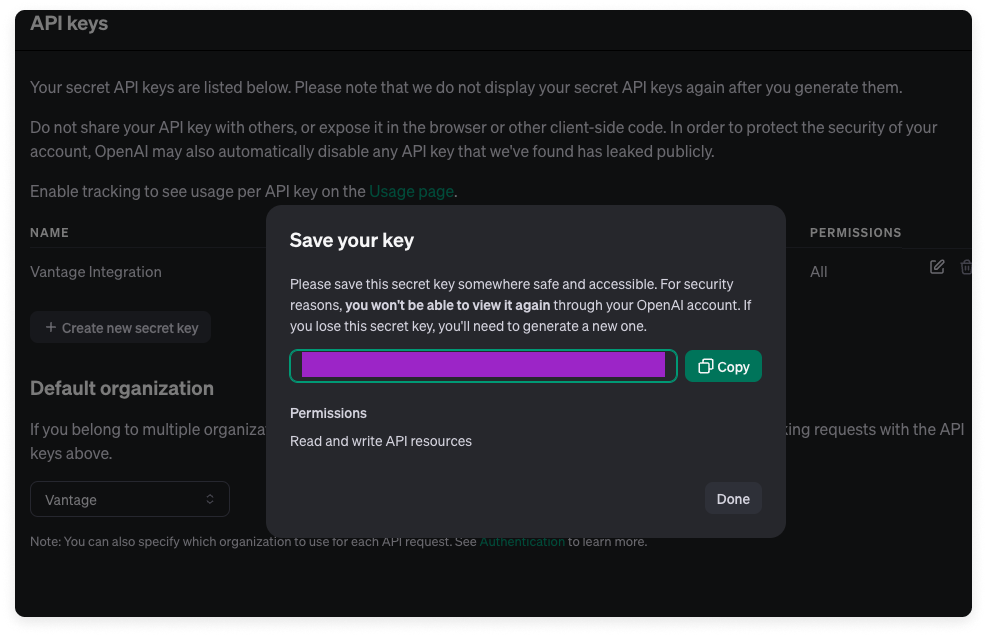 API keys
Your secret API keys are listed below. Please note that we do not display your secret API keys again after you generate them.
Do not share your API key with others, or expose it in the browser or other client-side code. In order to protect the security of your
account, OpenAI may also automatically disable any API key that we've found has leaked publicly.
Enable tracking to see usage per API key on the Usage page.
NAME
PERMISSIONS
Vantage Integration
All
+ Create new secret key
Save your key
Please save this secret key somewhere safe and accessible. For security
reasons, you won't be able to view it again through your OpenAI account. If
you lose this secret key, you'll need to generate a new one.
Copy
Permissions
Read and write API resources
Done
Default organization
If you belong to multiple organiza
king requests with the API
keys above.
Vantage
Note: You can also specify which organization to use for each API request. See Authentication to learn more.